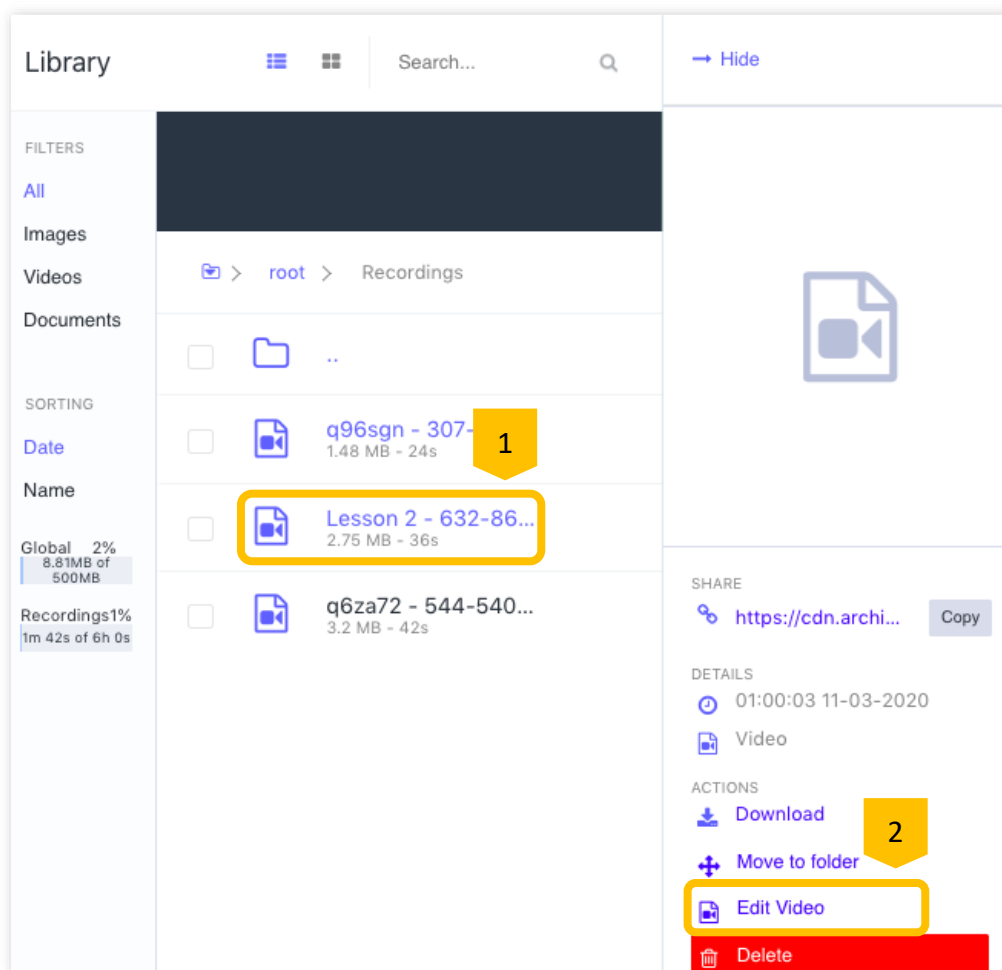 Library
Search...
Hide
FILTERS
All
Images
Videos
Documents
SORTING
Date
Name
Global 2%
8.81MB of
500MB
Recordings1%
1m 42s of 6h 0s
root
Recordings
..
q96sgn - 307-
1.48 MB - 24s
1
Lesson 2 - 632-86...
2.75 MB - 36s
q6za72 - 544-540...
3.2 MB - 42s
SHARE
https://cdn.archi...
Copy
DETAILS
01:00:03 11-03-2020
Video
ACTIONS
Download
2
Move to folder
Edit Video
Delete